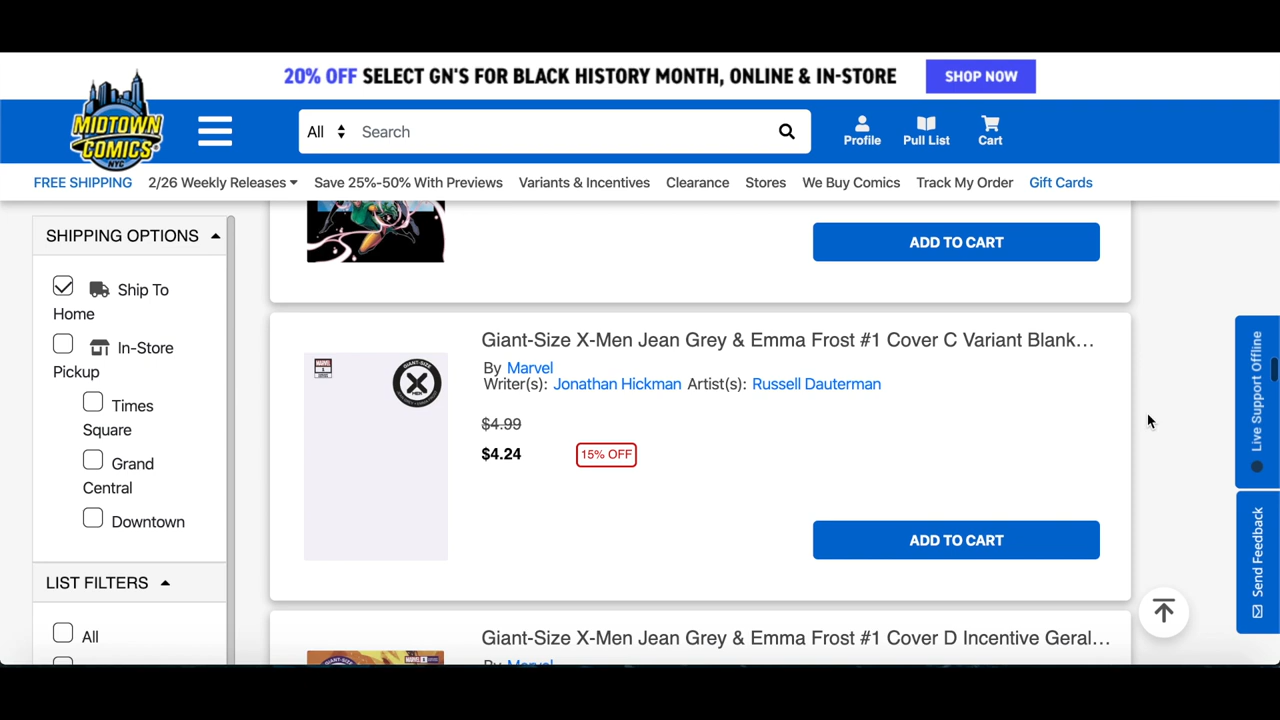 20% OFF SELECT GN'S FOR BLACK HISTORY MONTH, ONLINE & IN-STORE
SHOP NOW
MIDTOWN
COMICS
NYC
All
Search
Profile
Pull List
Cart
FREE SHIPPING
2/26 Weekly Releases
Save 25%-50% With Previews
Variants & Incentives
Clearance
Stores
We Buy Comics
Track My Order
Gift Cards
SHIPPING OPTIONS
Ship To
Home
In-Store
Pickup
Times
Square
Grand
Central
Downtown
LIST FILTERS
All
ADD TO CART
Giant-Size X-Men Jean Grey & Emma Frost #1 Cover C Variant Blank...
By Marvel
Writer(s): Jonathan Hickman Artist(s): Russell Dauterman
$4.99
$4.24
15% OFF
ADD TO CART
Giant-Size X-Men Jean Grey & Emma Frost #1 Cover D Incentive Geral...
By Marvel
Live Support Offline
Send Feedback